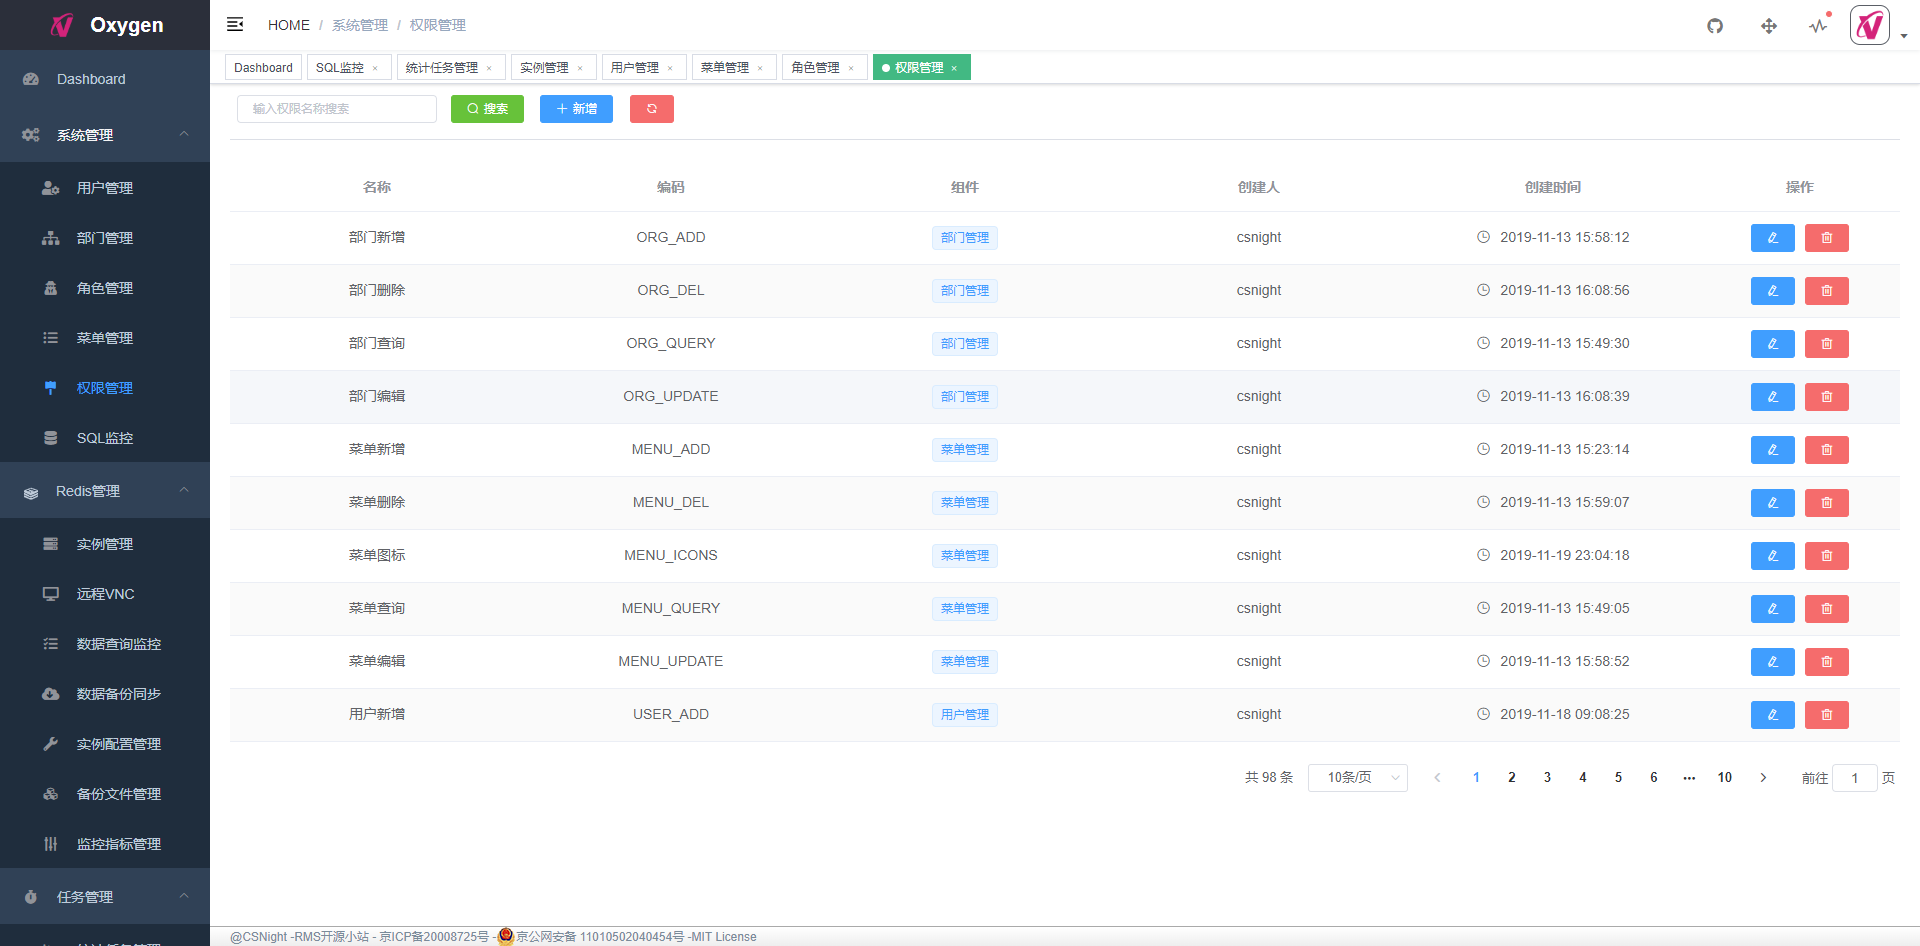 Oxygen
HOME / 系统管理 / 权限管理
Dashboard
SQL监控 ×
统计任务管理 ×
实例管理 ×
用户管理 ×
菜单管理 ×
角色管理 ×
权限管理 ×
Dashboard
系统管理
用户管理
部门管理
角色管理
菜单管理
权限管理
SQL监控
Redis管理
实例管理
远程VNC
数据查询监控
数据备份同步
实例配置管理
备份文件管理
监控指标管理
任务管理
输入权限名称搜索
搜索
新增
名称 编码 组件 创建人 创建时间 操作
部门新增 ORG_ADD 部门管理 csnight 2019-11-13 15:58:12
部门删除 ORG_DEL 部门管理 csnight 2019-11-13 16:08:56
部门查询 ORG_QUERY 部门管理 csnight 2019-11-13 15:49:30
部门编辑 ORG_UPDATE 部门管理 csnight 2019-11-13 16:08:39
菜单新增 MENU_ADD 菜单管理 csnight 2019-11-13 15:23:14
菜单删除 MENU_DEL 菜单管理 csnight 2019-11-13 15:59:07
菜单图标 MENU_ICONS 菜单管理 csnight 2019-11-19 23:04:18
菜单查询 MENU_QUERY 菜单管理 csnight 2019-11-13 15:49:05
菜单编辑 MENU_UPDATE 菜单管理 csnight 2019-11-13 15:58:52
用户新增 USER_ADD 用户管理 csnight 2019-11-18 09:08:25
共 98 条 10条/页 1 2 3 4 5 6 ••• 10 前往 1 页
@CSNight -RMS开源小站 - 京ICP备20008725号 - 京公网安备 11010502040454号 -MIT License